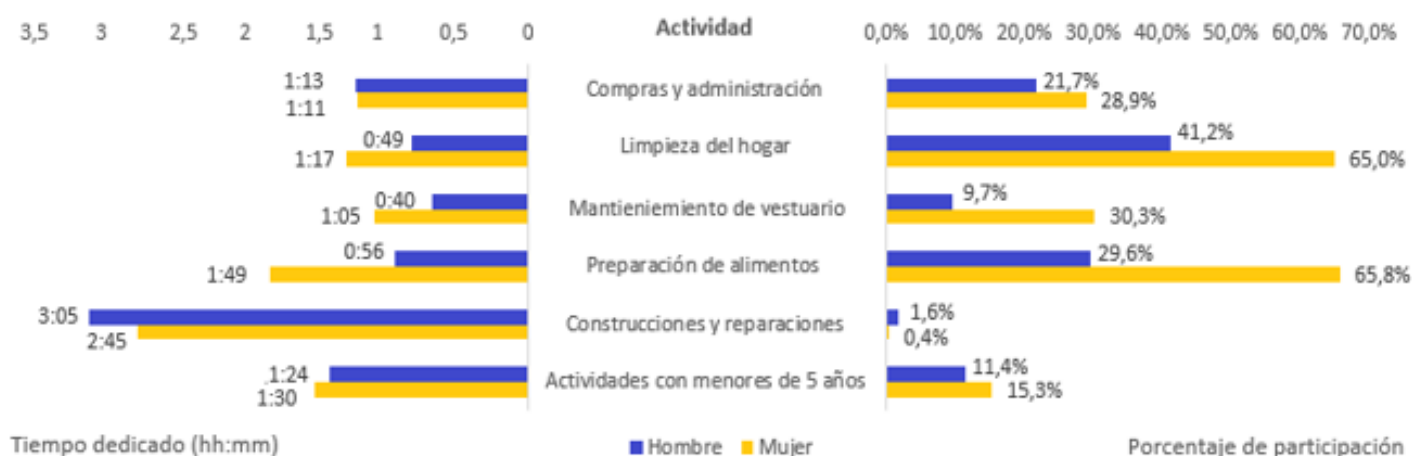 3,5 3 2,5 2 1,5 1 0,5 0 Actividad 0,0% 10,0% 20,0% 30,0% 40,0% 50,0% 60,0% 70,0%
1:13 Compras y administración 21,7%
1:11 28,9%
0:49 Limpieza del hogar 41,2%
1:17 65,0%
0:40 Mantieniemiento de vestuario 9,7%
1:05 30,3%
0:56 Preparación de alimentos 29,6%
1:49 65,8%
3:05 Construcciones y reparaciones 1,6%
2:45 0,4%
1:24 Actividades con menores de 5 años 11,4%
1:30 15,3%
Tiempo dedicado (hh:mm) Hombre Mujer Porcentaje de participación